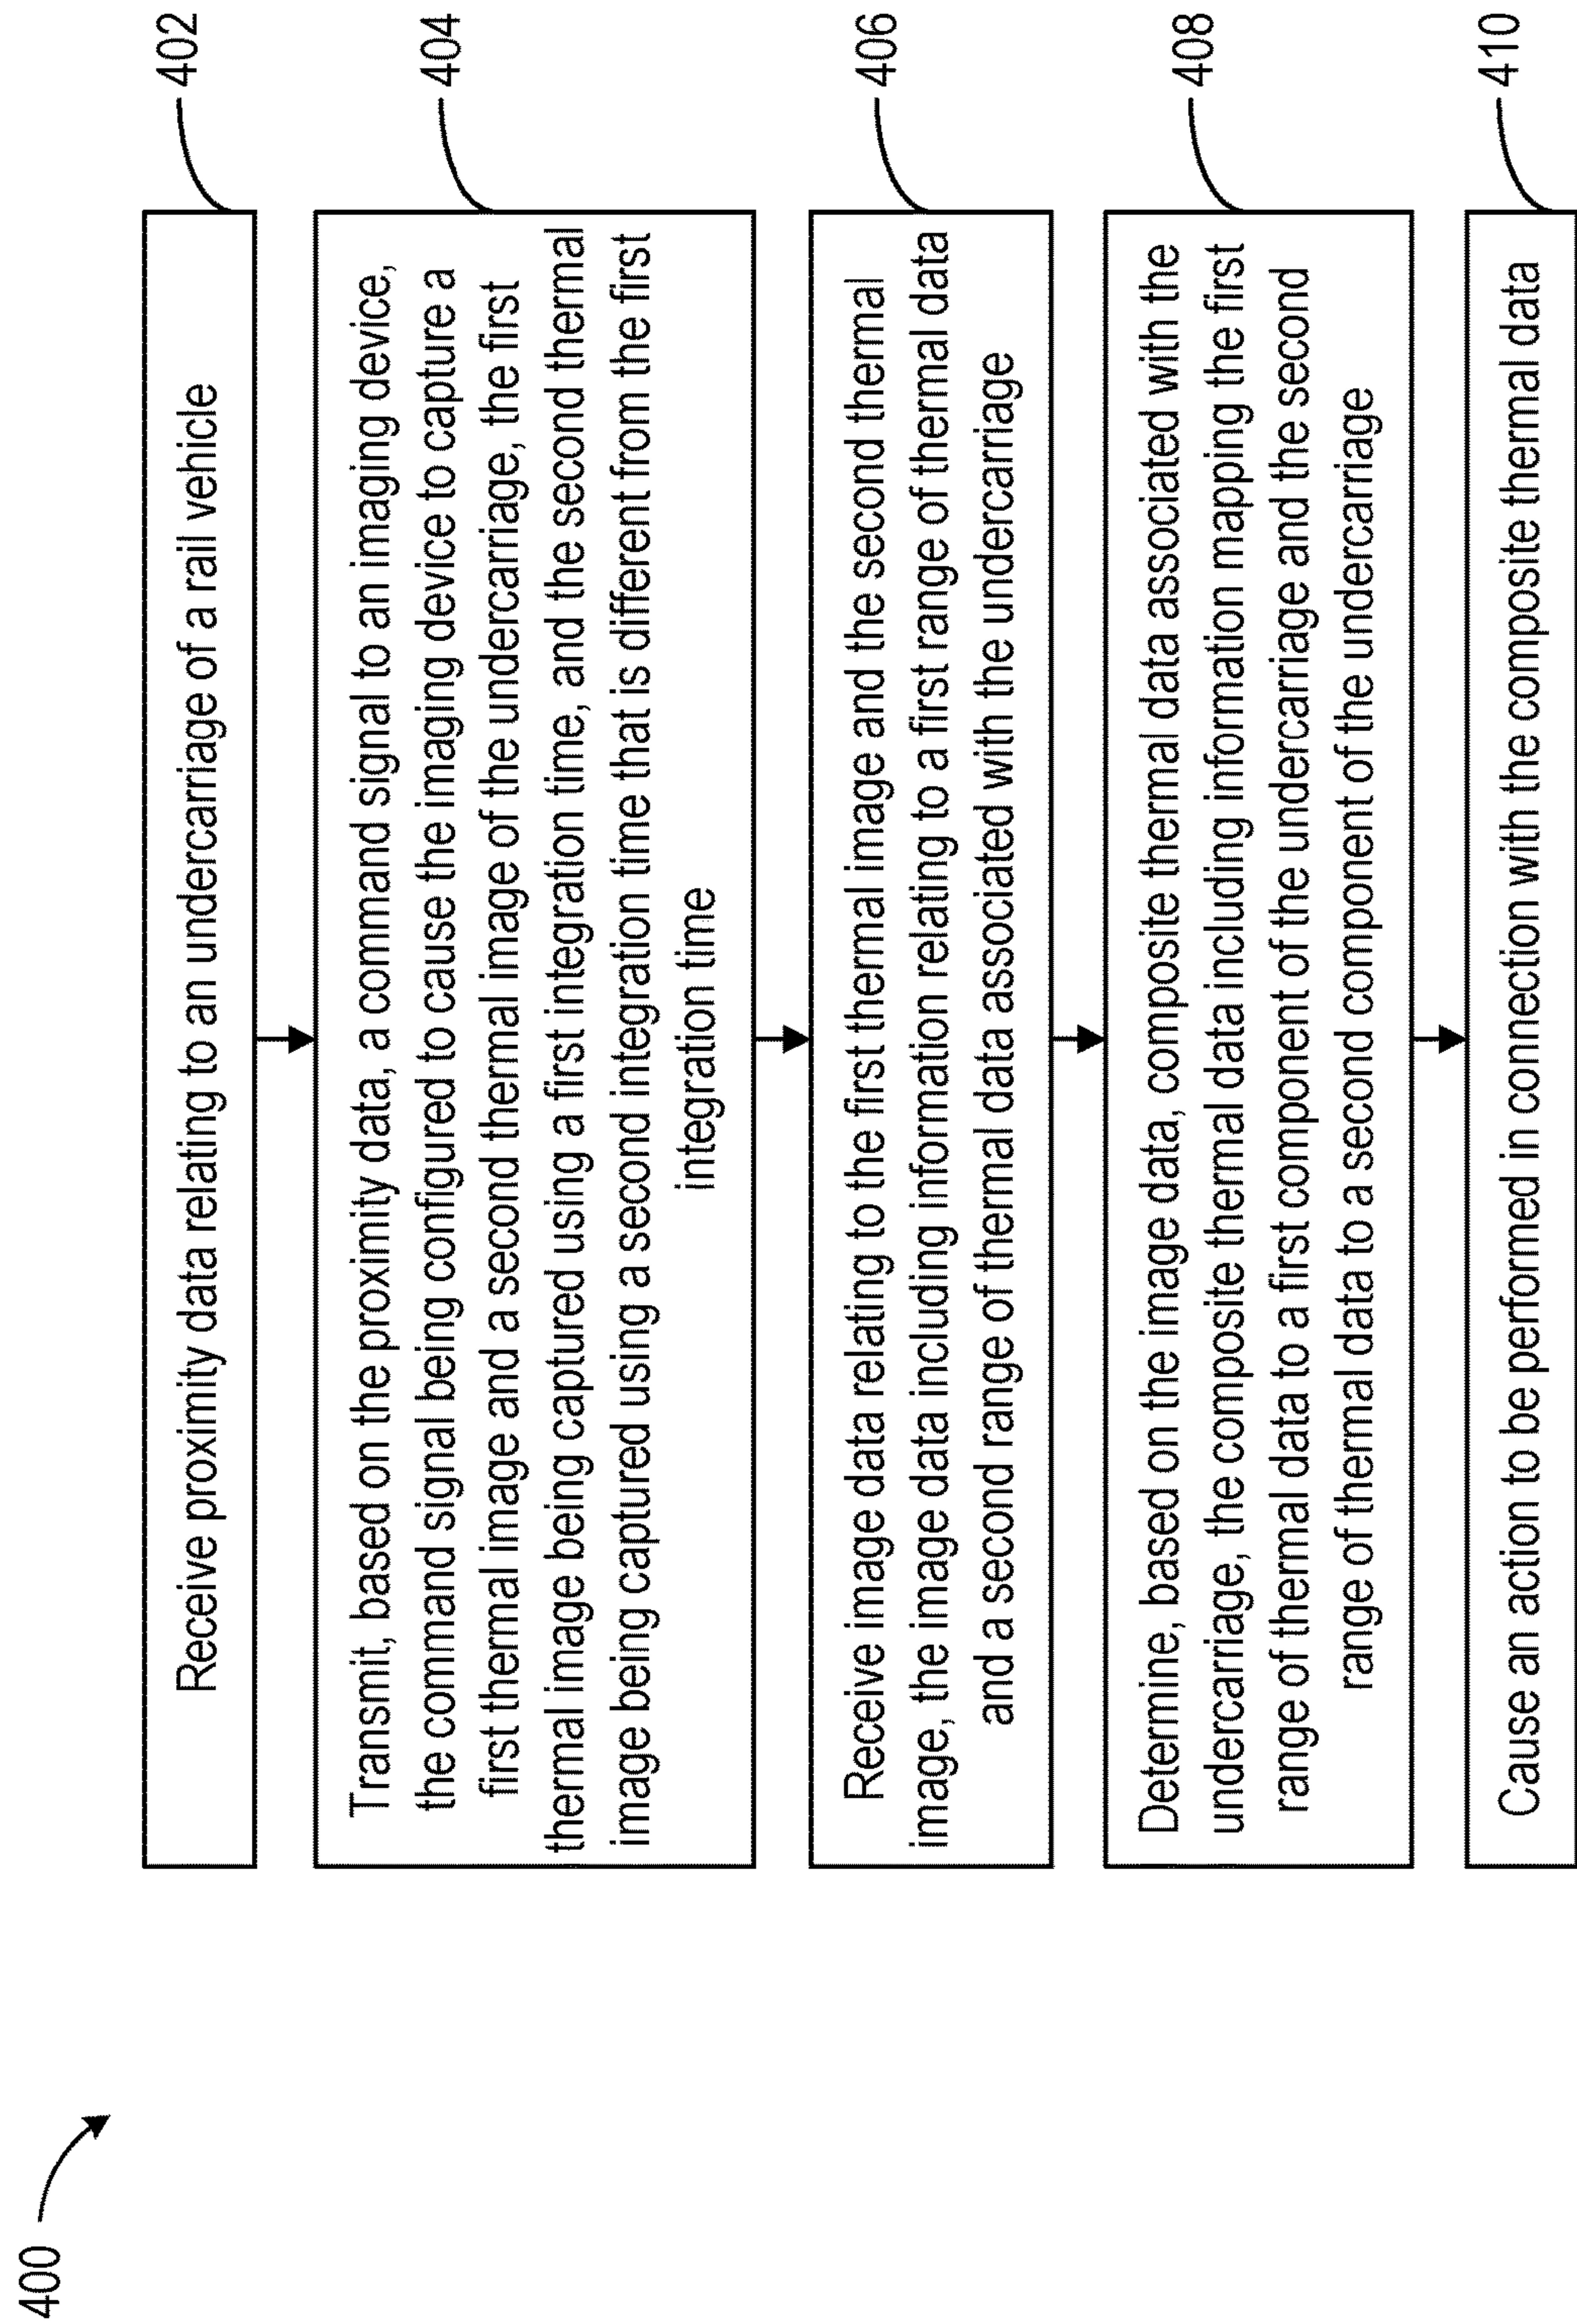 400
402
Receive proximity data relating to an undercarriage of a rail vehicle
404
Transmit, based on the proximity data, a command signal to an imaging device,
the command signal being configured to cause the imaging device to capture a
first thermal image and a second thermal image of the undercarriage, the first
thermal image being captured using a first integration time, and the second thermal
image being captured using a second integration time that is different from the first
integration time
406
Receive image data relating to the first thermal image and the second thermal
image, the image data including information relating to a first range of thermal data
and a second range of thermal data associated with the undercarriage
408
Determine, based on the image data, composite thermal data associated with the
undercarriage, the composite thermal data including information mapping the first
range of thermal data to a first component of the undercarriage and the second
range of thermal data to a second component of the undercarriage
410
Cause an action to be performed in connection with the composite thermal data